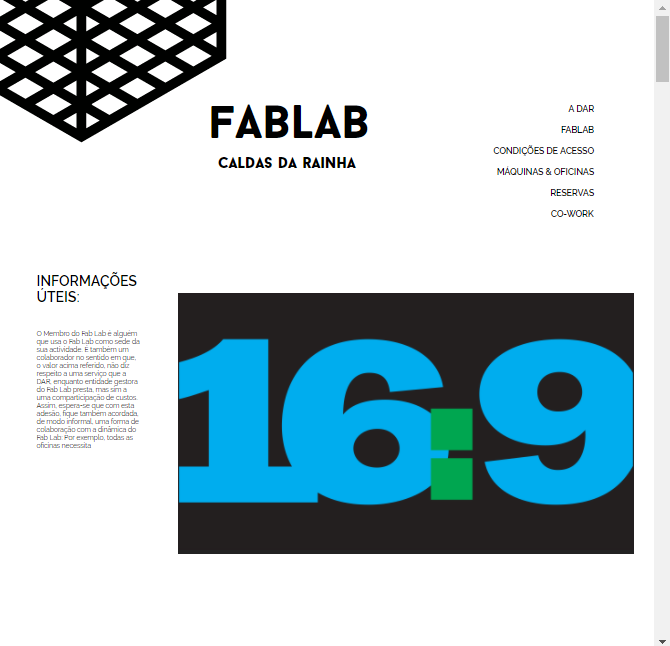 FABLAB
CALDAS DA RAINHA
A DAR
FABLAB
CONDIÇÕES DE ACESSO
MÁQUINAS & OFICINAS
RESERVAS
CO-WORK
INFORMAÇÕES
ÚTEIS:
O Membro do Fab Lab é alguém
que usa o Fab Lab como sede da
sua actividade. É também um
colaborador no sentido em que,
o valor acima referido, não diz
respeito a uma serviço que a
DAR, enquanto entidade gestora
do Fab Lab presta, mas sim a
uma comparticipação de custos.
Assim, espera-se que com esta
adesão, fique também acordada,
de modo informal, uma forma de
colaboração com a dinâmica do
Fab Lab: Por exemplo, todas as
oficinas necessita
16:9